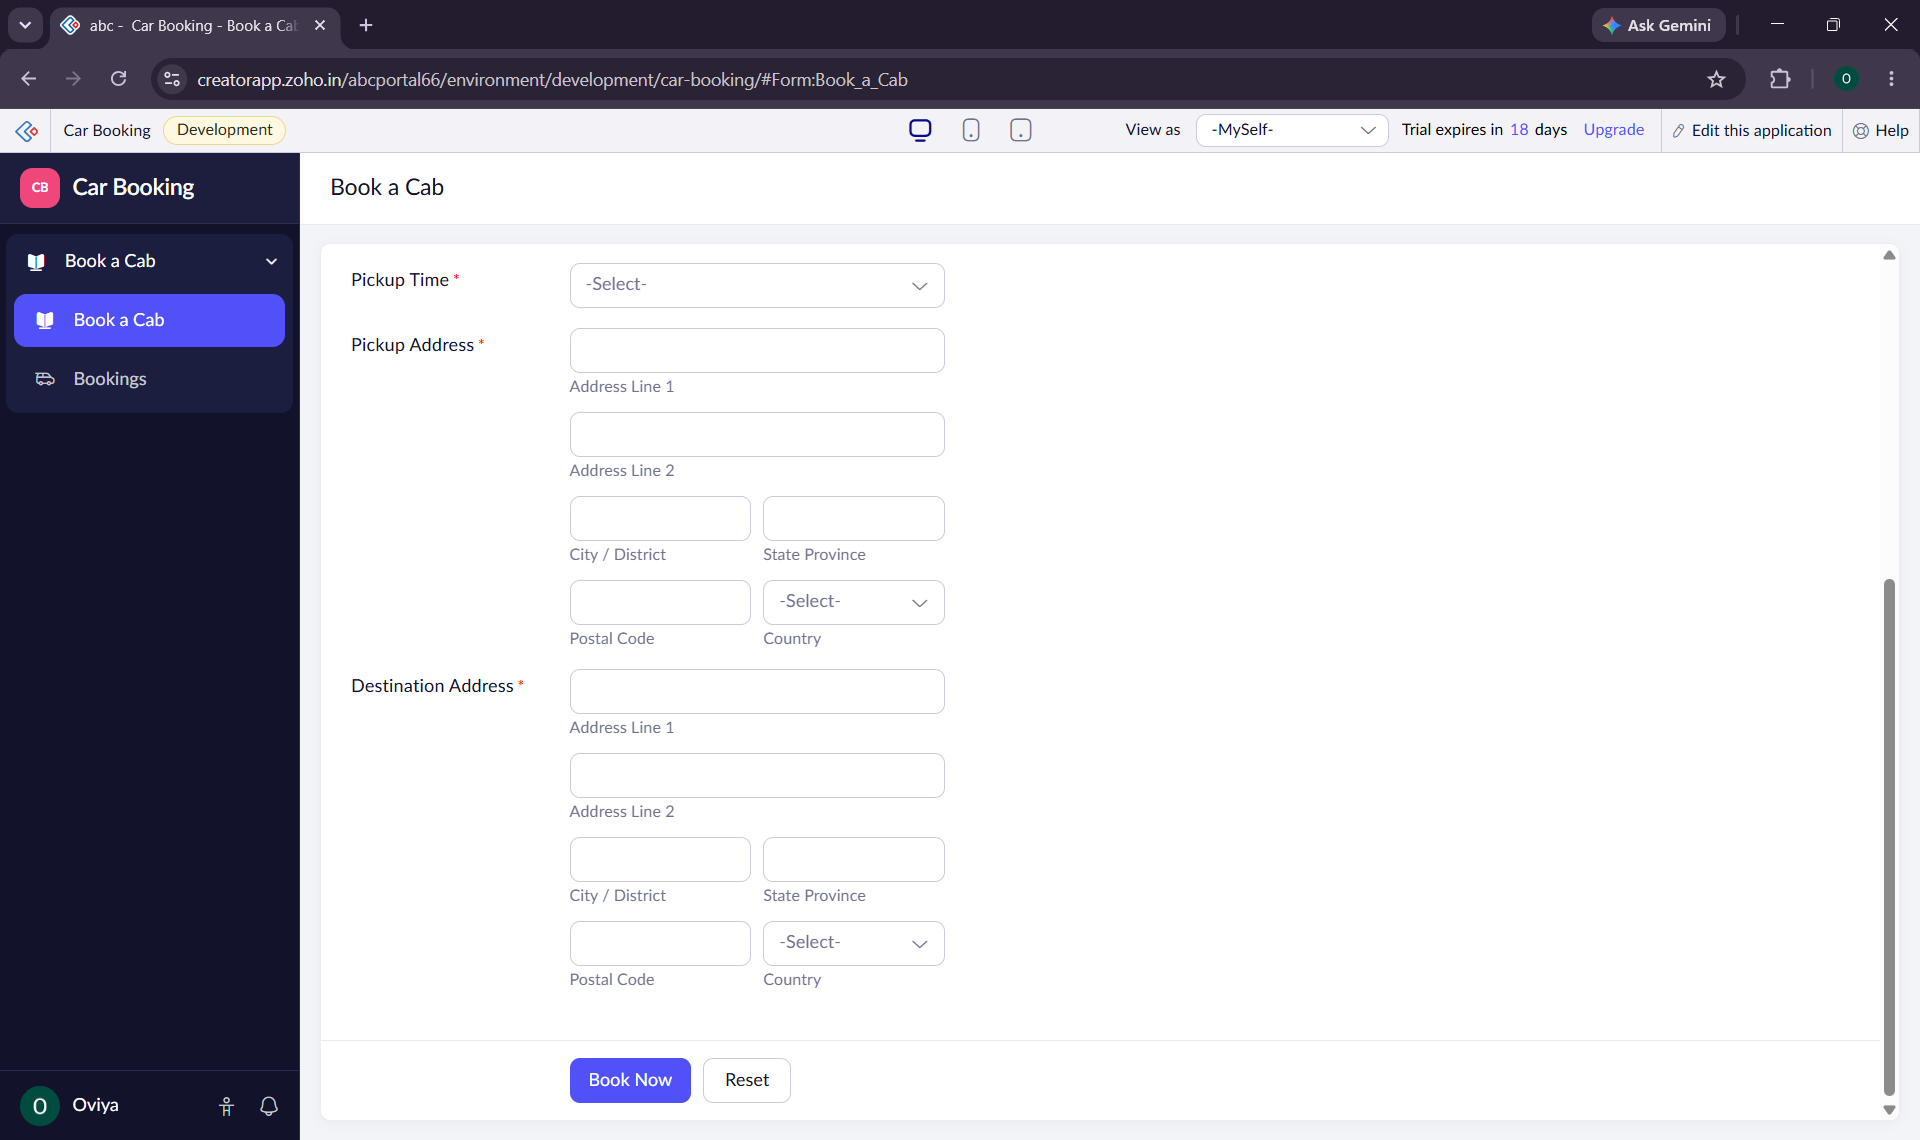 abc - Car Booking - Book a Cab
Ask Gemini
creatorapp.zoho.in/abcportal66/environment/development/car-booking/#Form:Book_a_Cab
O
Car Booking
Development
View as
-MySelf-
Trial expires in 18 days
Upgrade
Edit this application
Help
CB
Car Booking
Book a Cab
Book a Cab
Book a Cab
Bookings
Pickup Time *
-Select-
Pickup Address *
Address Line 1
Address Line 2
City / District
State Province
-Select-
Postal Code
Country
Destination Address *
Address Line 1
Address Line 2
City / District
State Province
-Select-
Postal Code
Country
Book Now
Reset
O
Oviya